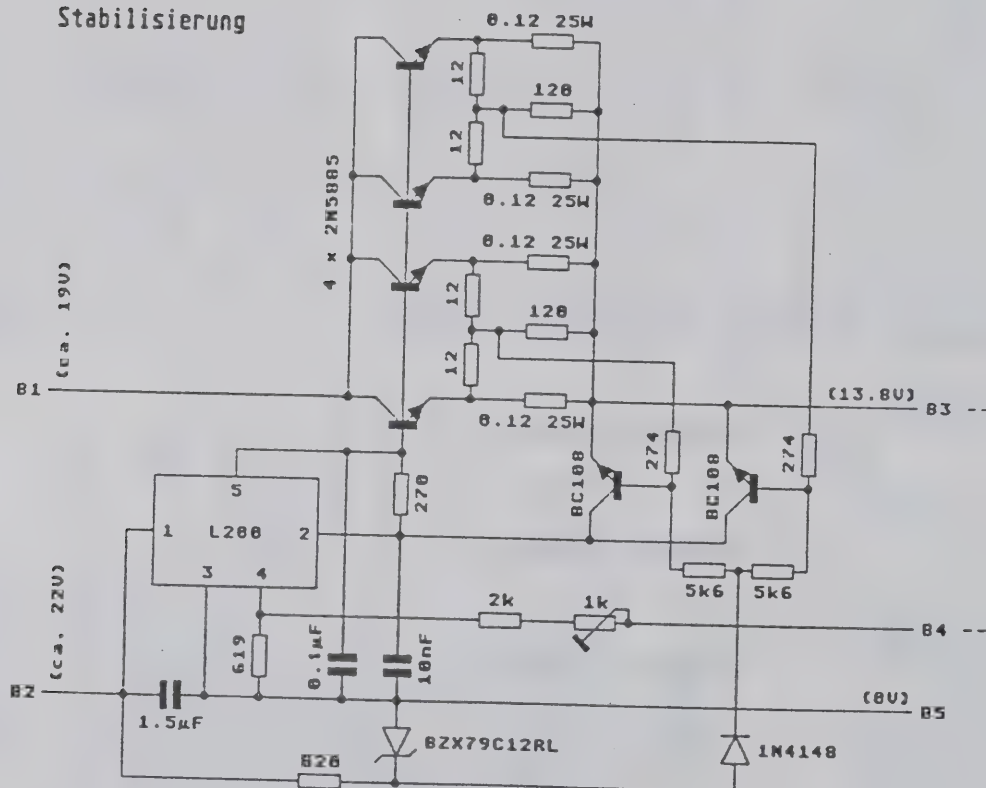 Stabilisierung
0.12 25W
12
120
12
0.12 25W
4 x 2N5885
0.12 25W
12
120
12
0.12 25W
(ca. 19V)
B1
(13.8V)
B3
274
274
BC108
BC108
5
270
1
L200
2
3
4
5k6
5k6
(ca. 22V)
2k
1k
B4
619
0.1µF
10nF
B2
1.5µF
(0V)
B5
BZX79C12RL
1N4148
820